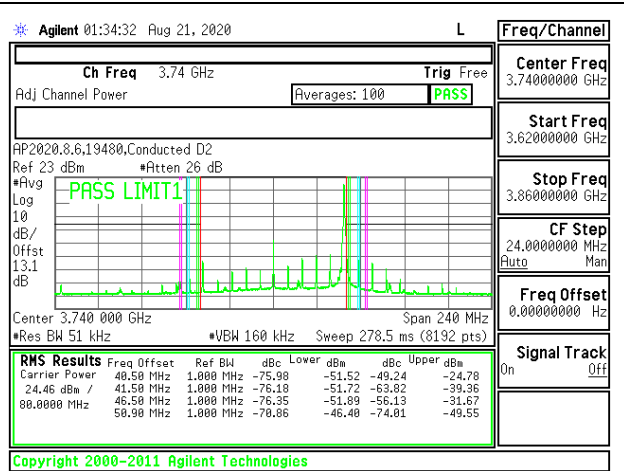 Agilent 01:34:32 Aug 21, 2020 L
Ch Freq 3.74 GHz Trig Free
Adj Channel Power Averages: 100 PASS
AP2020.8.6,19480,Conducted D2
Ref 23 dBm #Atten 26 dB
#Avg
Log
10
dB/
Offst
13.1
dB
PASS LIMIT1
Center 3.740 000 GHz Span 240 MHz
#Res BW 51 kHz #VBW 160 kHz Sweep 278.5 ms (8192 pts)
RMS Results Freq Offset Ref BW dBc Lower dBm dBc Upper dBm
Carrier Power 40.50 MHz 1.000 MHz -75.98 -51.52 -49.24 -24.78
24.46 dBm / 41.50 MHz 1.000 MHz -76.18 -51.72 -63.82 -39.36
80.0000 MHz 46.50 MHz 1.000 MHz -76.35 -51.89 -56.13 -31.67
50.90 MHz 1.000 MHz -70.86 -46.40 -74.01 -49.55
Copyright 2000-2011 Agilent Technologies
Freq/Channel
Center Freq
3.74000000 GHz
Start Freq
3.62000000 GHz
Stop Freq
3.86000000 GHz
CF Step
24.0000000 MHz
Auto Man
Freq Offset
0.00000000 Hz
Signal Track
On Off